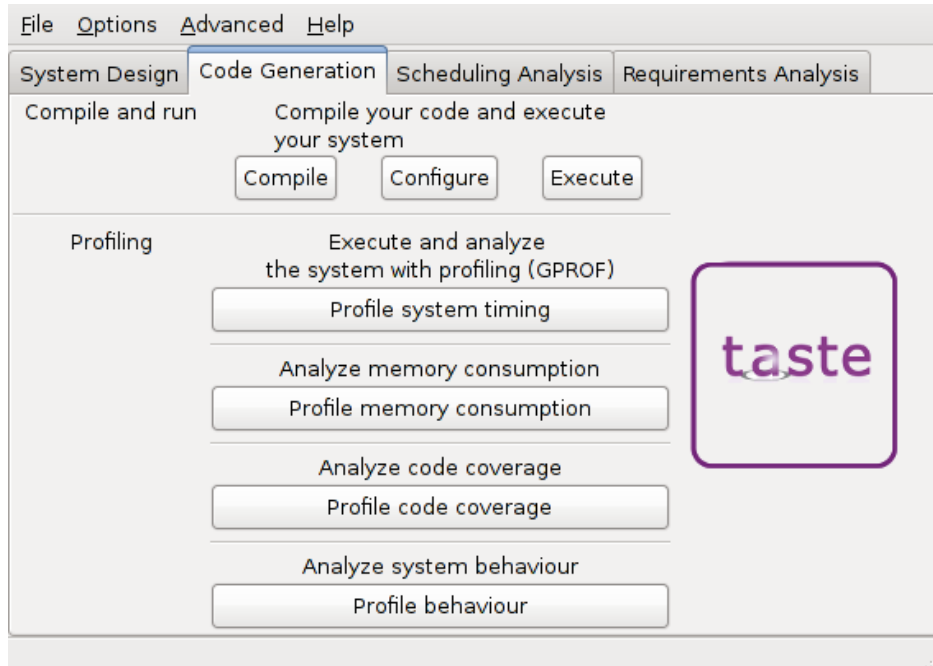 File Options Advanced Help
System Design Code Generation Scheduling Analysis Requirements Analysis
Compile and run
Compile your code and execute
your system
Compile Configure Execute
Profiling
Execute and analyze
the system with profiling (GPROF)
Profile system timing
Analyze memory consumption
Profile memory consumption
Analyze code coverage
Profile code coverage
Analyze system behaviour
Profile behaviour
taste